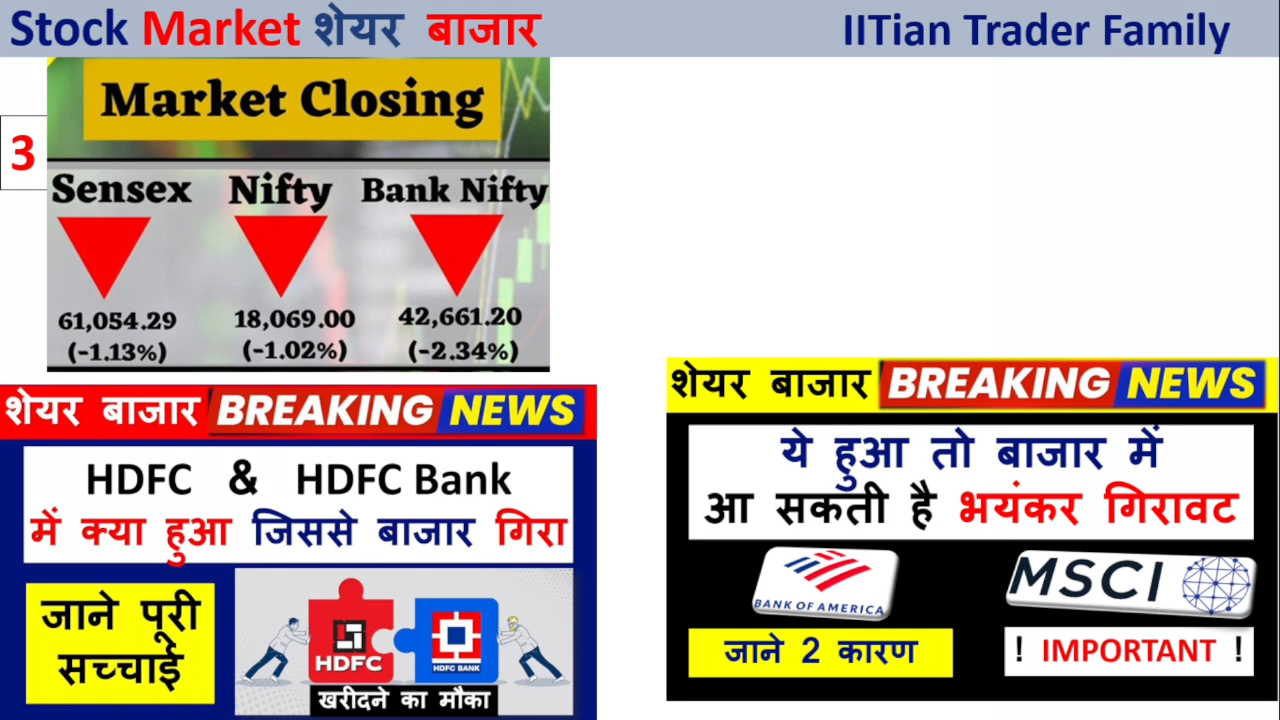 Stock Market शेयर बाजार
IITian Trader Family
3
Market Closing
Sensex Nifty Bank Nifty
61,054.29 18,069.00 42,661.20
(-1.13%) (-1.02%) (-2.34%)
शेयर बाजार BREAKING NEWS
HDFC & HDFC Bank
में क्या हुआ जिससे बाजार गिरा
जाने पूरी
सच्चाई
HDFC HDFC BANK
खरीदने का मौका
शेयर बाजार BREAKING NEWS
ये हुआ तो बाजार में
आ सकती है भयंकर गिरावट
BANK OF AMERICA MSCI
जाने 2 कारण
! IMPORTANT !